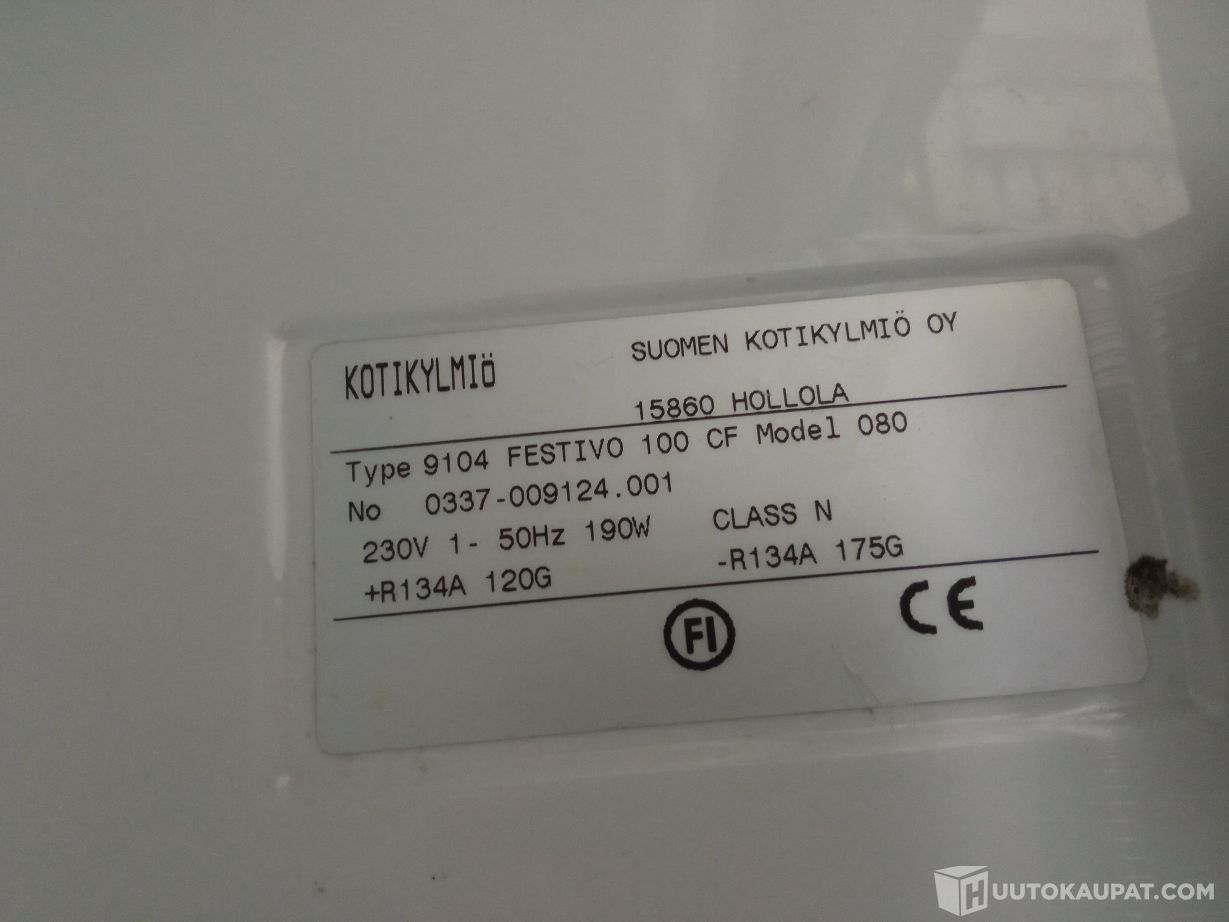 KOTIKYLMIÖ
SUOMEN KOTIKYLMIÖ OY
15860 HOLLOLA
Type 9104 FESTIVO 100 CF Model 080
No 0337-009124.001
230V 1- 50Hz 190W CLASS N
+R134A 120G -R134A 175G
FI CE
HUUTOKAUPAT.COM